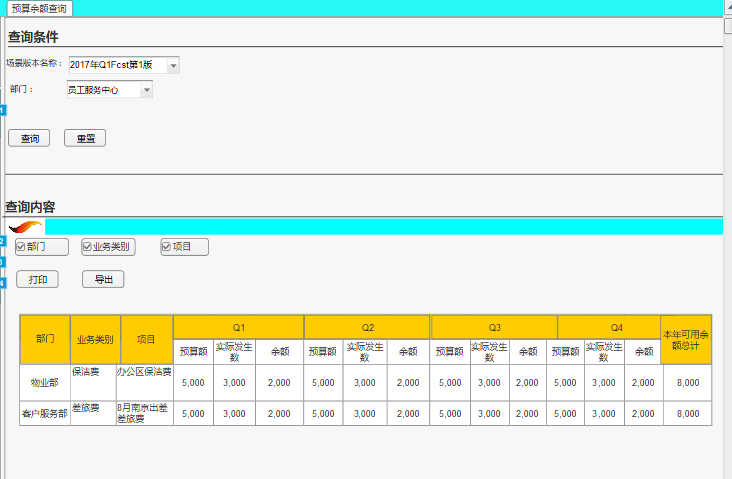 预算余额查询
查询条件
场景版本名称： 2017年Q1Fcst第1版
部门： 员工服务中心
查询 重置
查询内容
部门 业务类别 项目
打印 导出
部门 业务类别 项目 Q1 Q2 Q3 Q4 本年可用余额总计
预算额 实际发生数 余额 预算额 实际发生数 余额 预算额 实际发生数 余额 预算额 实际发生数 余额
物业部 保洁费 办公区保洁费 5,000 3,000 2,000 5,000 3,000 2,000 5,000 3,000 2,000 5,000 3,000 2,000 8,000
客户服务部 差旅费 8月南京出差差旅费 5,000 3,000 2,000 5,000 3,000 2,000 5,000 3,000 2,000 5,000 3,000 2,000 8,000